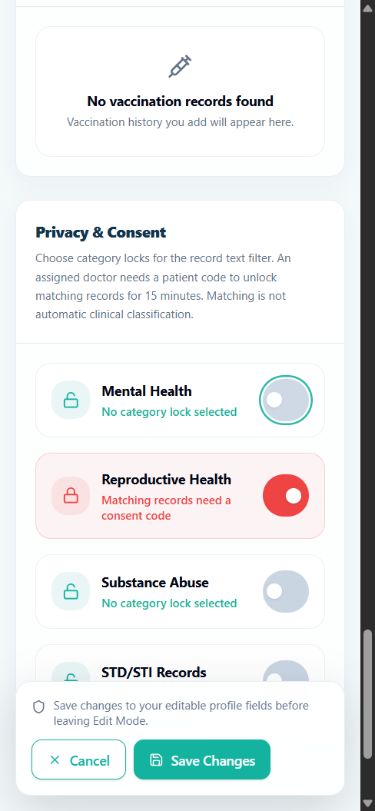 No vaccination records found
Vaccination history you add will appear here.
Privacy & Consent
Choose category locks for the record text filter. An
assigned doctor needs a patient code to unlock
matching records for 15 minutes. Matching is not
automatic clinical classification.
Mental Health
No category lock selected
Reproductive Health
Matching records need a
consent code
Substance Abuse
No category lock selected
STD/STI Records
Save changes to your editable profile fields before
leaving Edit Mode.
Cancel
Save Changes